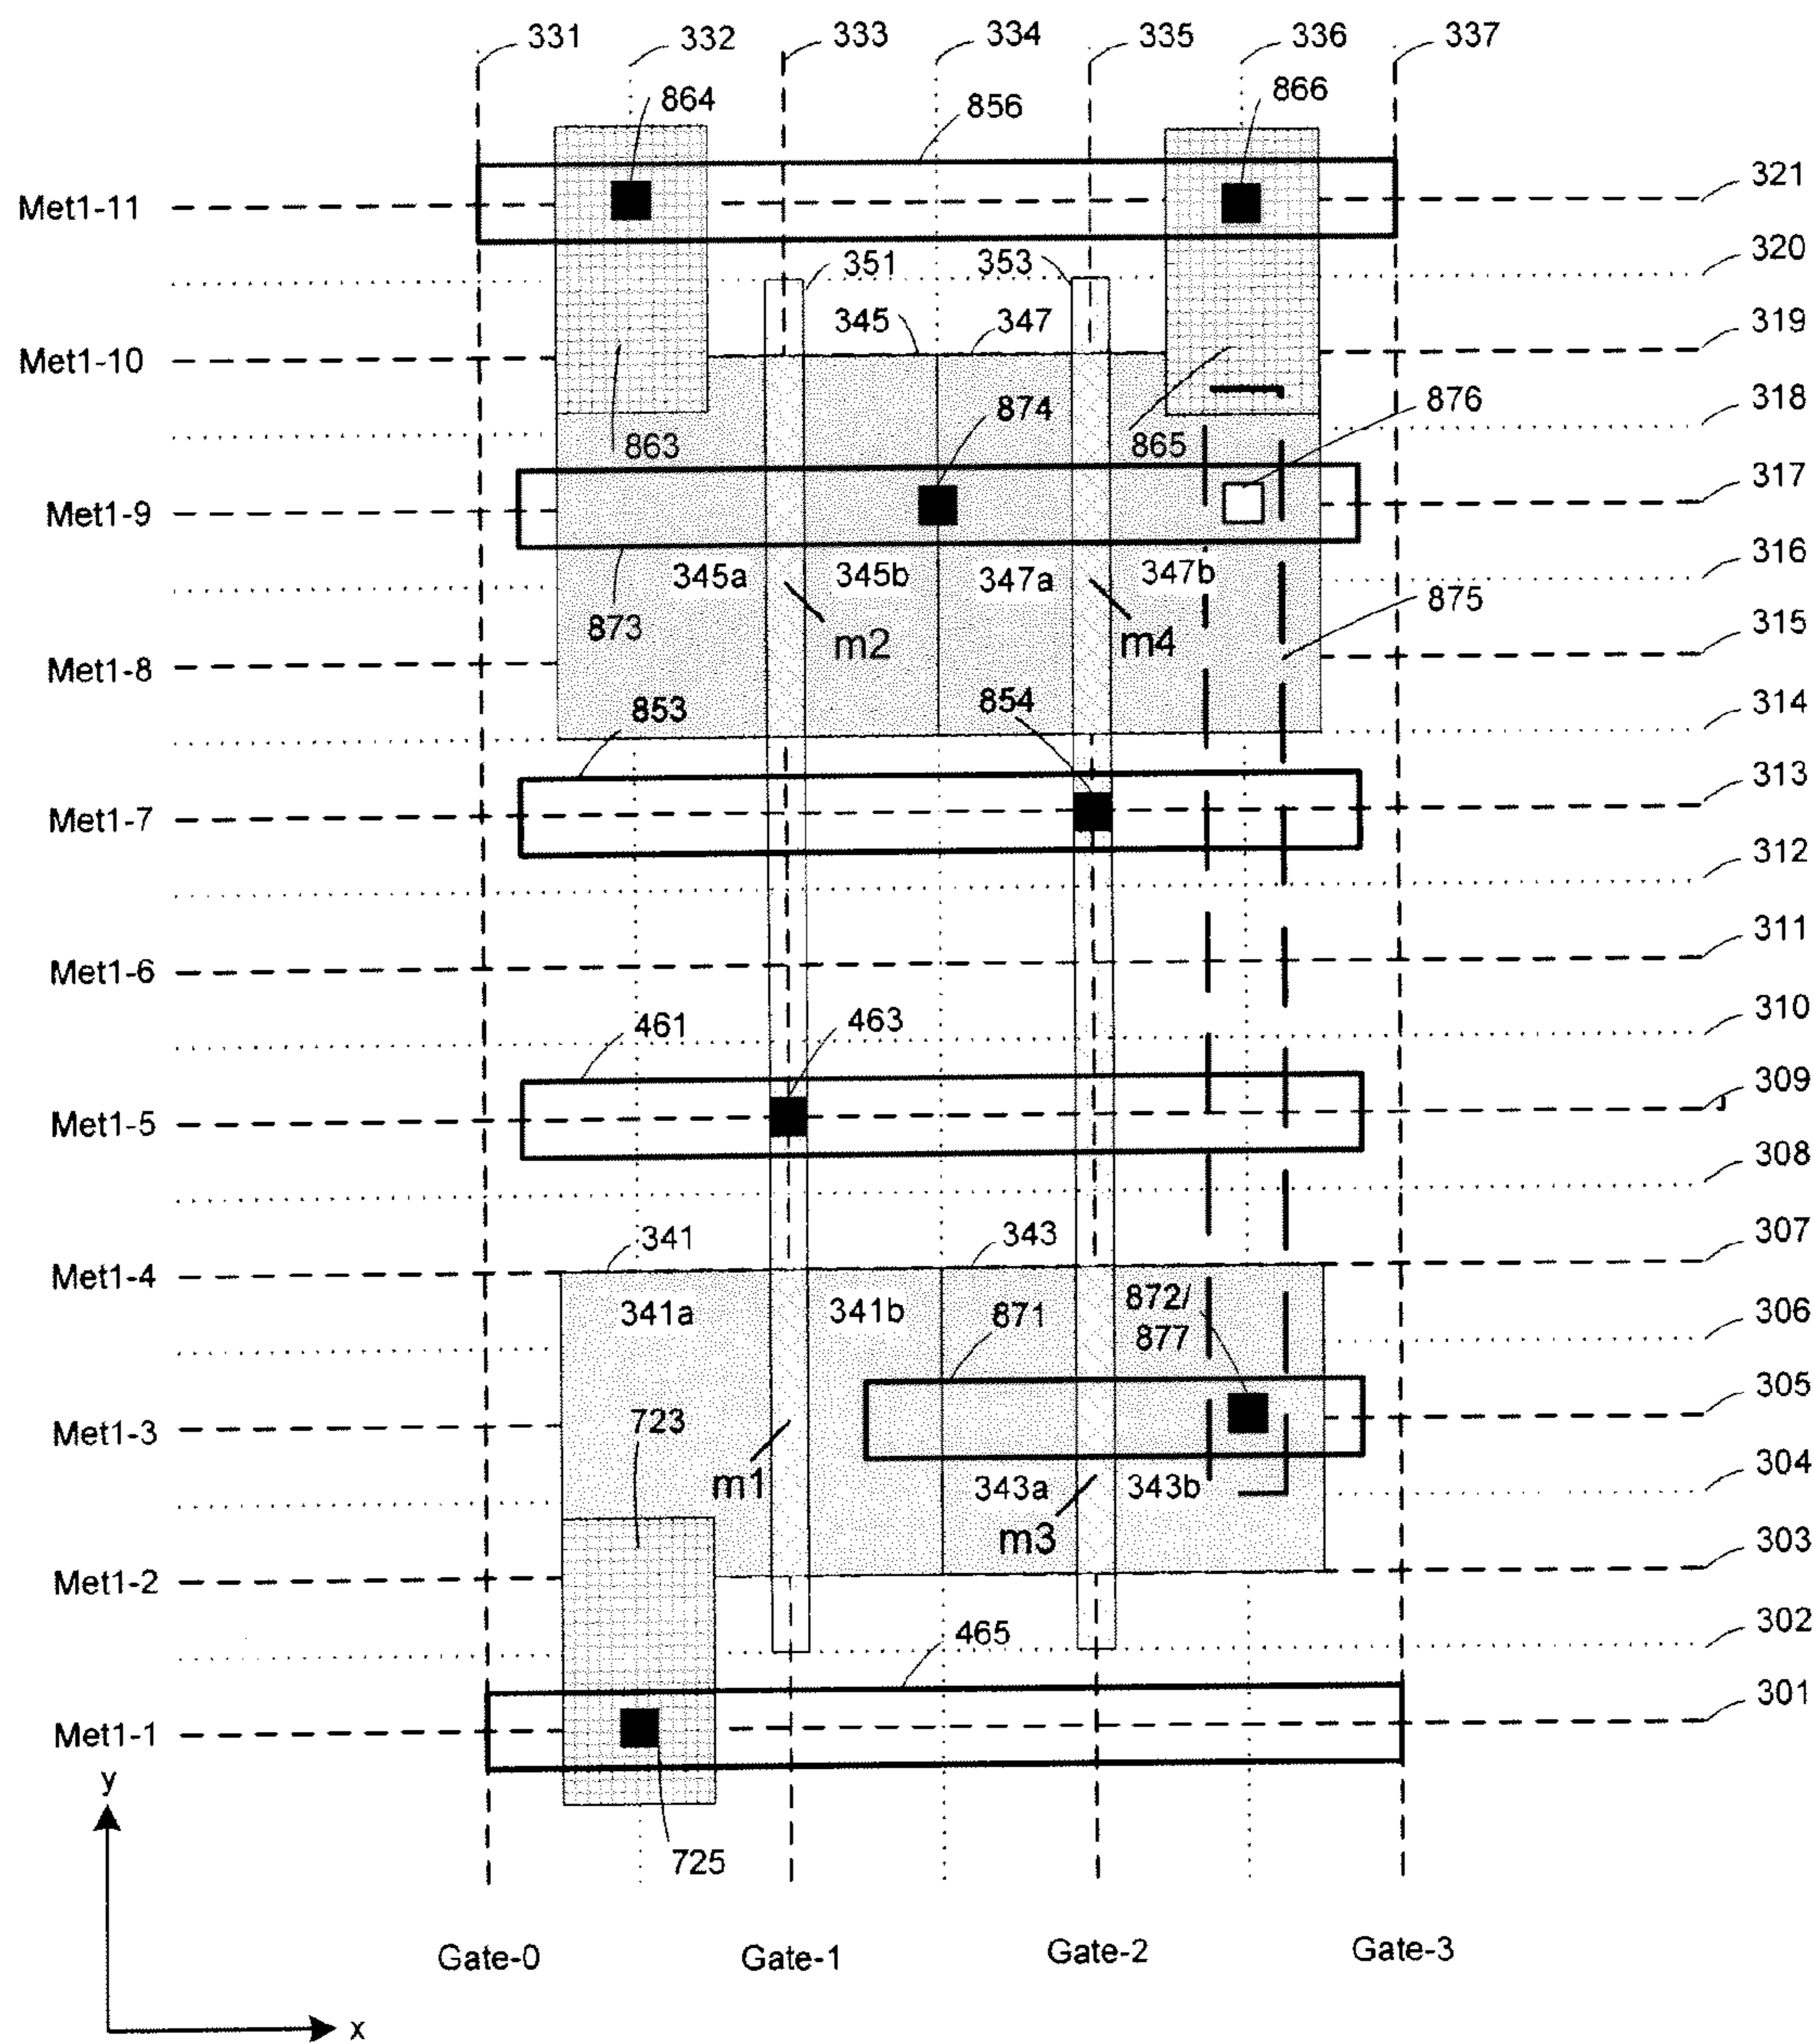 331 332 333 334 335 336 337
864 856 866
Met1-11 321
351 353 320
345 347 319
Met1-10
874 318
876
863 865
Met1-9 317
345a 345b 347a 347b 316
873 m2 m4 875
315
Met1-8
853 854 314
313
Met1-7
312
311
Met1-6
461 463 310
309
Met1-5
308
341 343 307
Met1-4
341a 341b 871 872/ 306
877
723 305
Met1-3
m1 343a 343b 304
m3
303
Met1-2
465 302
301
Met1-1
y
725
Gate-0 Gate-1 Gate-2 Gate-3
x